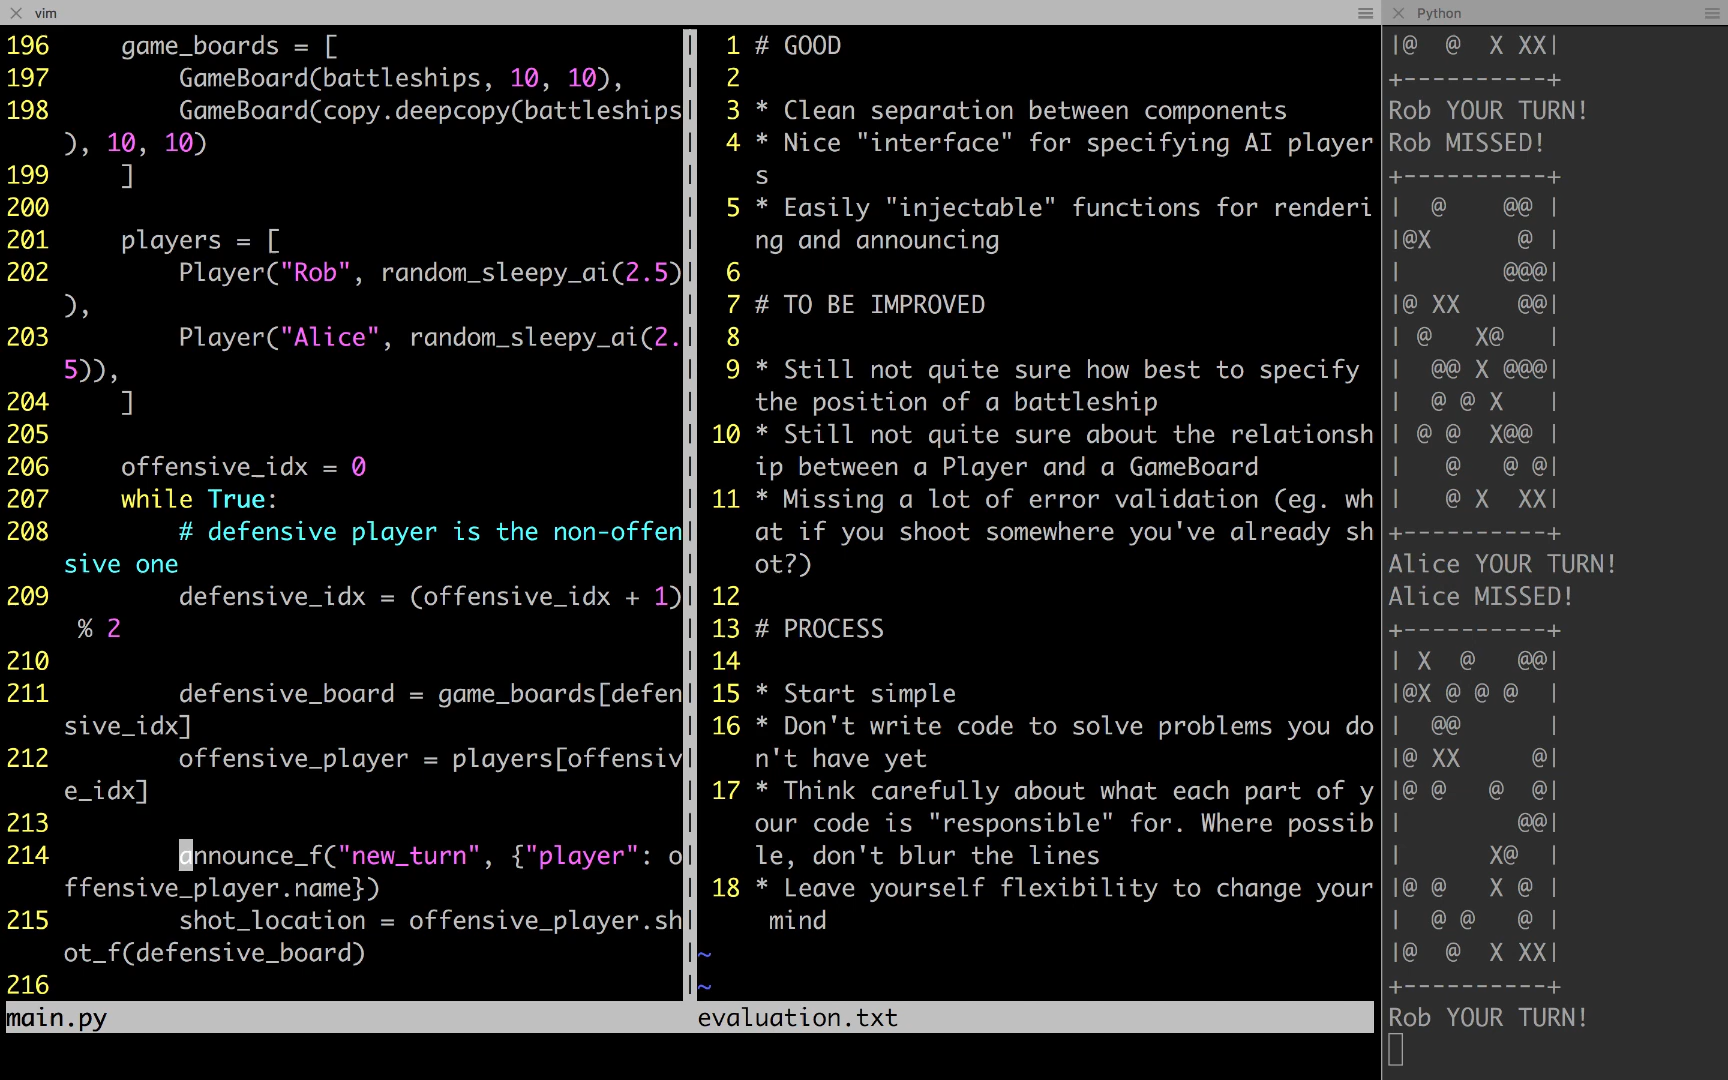 vim
196     game_boards = [
197         GameBoard(battleships, 10, 10),
198         GameBoard(copy.deepcopy(battleships
), 10, 10)
199     ]
200
201     players = [
202         Player("Rob", random_sleepy_ai(2.5)
),
203         Player("Alice", random_sleepy_ai(2.
5)),
204     ]
205
206     offensive_idx = 0
207     while True:
208         # defensive player is the non-offen
sive one
209         defensive_idx = (offensive_idx + 1)
 % 2
210
211         defensive_board = game_boards[defen
sive_idx]
212         offensive_player = players[offensiv
e_idx]
213
214         announce_f("new_turn", {"player": o
ffensive_player.name})
215         shot_location = offensive_player.sh
ot_f(defensive_board)
216
main.py
1 # GOOD
2
3 * Clean separation between components
4 * Nice "interface" for specifying AI player
s
5 * Easily "injectable" functions for renderi
ng and announcing
6
7 # TO BE IMPROVED
8
9 * Still not quite sure how best to specify
the position of a battleship
10 * Still not quite sure about the relationsh
ip between a Player and a GameBoard
11 * Missing a lot of error validation (eg. wh
at if you shoot somewhere you've already sh
ot?)
12
13 # PROCESS
14
15 * Start simple
16 * Don't write code to solve problems you do
n't have yet
17 * Think carefully about what each part of y
our code is "responsible" for. Where possib
le, don't blur the lines
18 * Leave yourself flexibility to change your
 mind
~
~
evaluation.txt
Python
|@  @  X XX|
+----------+
Rob YOUR TURN!
Rob MISSED!
+----------+
|  @    @@ |
|@X      @ |
|       @@@|
|@ XX    @@|
| @   X@   |
|  @@ X @@@|
|  @ @ X   |
| @ @  X@@ |
|   @   @ @|
|   @ X  XX|
+----------+
Alice YOUR TURN!
Alice MISSED!
+----------+
| X  @   @@|
|@X @ @ @  |
|  @@      |
|@ XX     @|
|@ @   @  @|
|        @@|
|      X@  |
|@ @   X @ |
|  @ @   @ |
|@  @  X XX|
+----------+
Rob YOUR TURN!